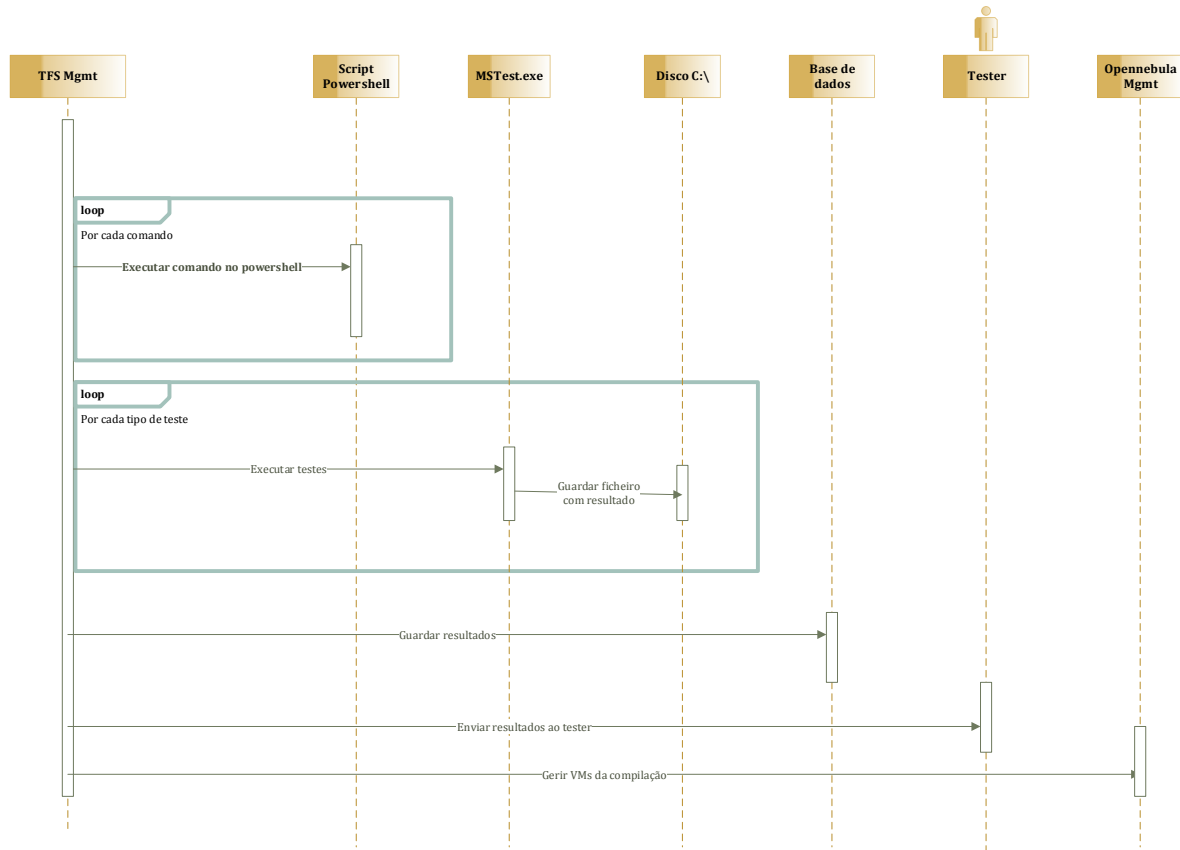 TFS Mgmt
Script
Powershell
MSTest.exe
Disco C:\
Base de
dados
Tester
Opennebula
Mgmt
loop
Por cada comando
Executar comando no powershell
loop
Por cada tipo de teste
Executar testes
Guardar ficheiro
com resultado
Guardar resultados
Enviar resultados ao tester
Gerir VMs da compilação